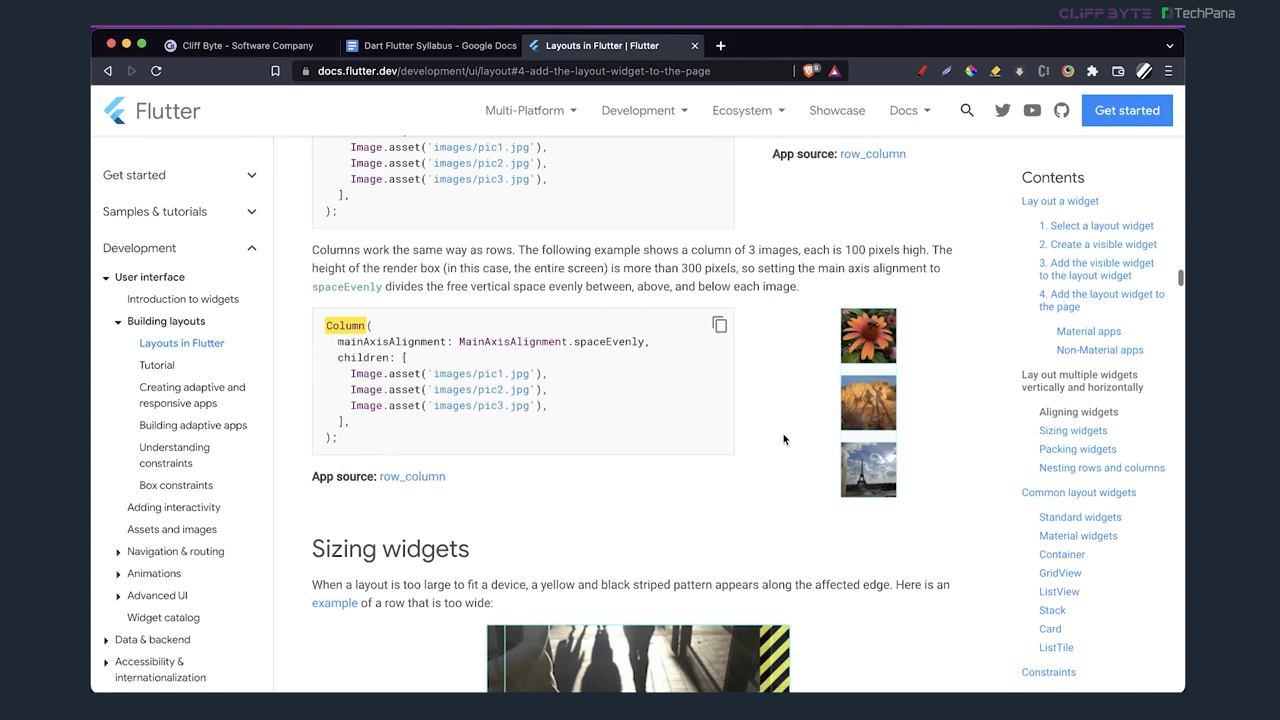 CLIFF BYTE TechPana
Cliff Byte - Software Company
Dart Flutter Syllabus - Google Docs
Layouts in Flutter | Flutter
docs.flutter.dev/development/ui/layout#4-add-the-layout-widget-to-the-page
9
Flutter
Multi-Platform
Development
Ecosystem
Showcase
Docs
Get started
Get started
Samples & tutorials
Development
User interface
Introduction to widgets
Building layouts
Layouts in Flutter
Tutorial
Creating adaptive and
responsive apps
Building adaptive apps
Understanding
constraints
Box constraints
Adding interactivity
Assets and images
Navigation & routing
Animations
Advanced UI
Widget catalog
Data & backend
Accessibility &
internationalization
Image.asset('images/pic1.jpg'),
Image.asset('images/pic2.jpg'),
Image.asset('images/pic3.jpg'),
],
);
App source: row_column
Columns work the same way as rows. The following example shows a column of 3 images, each is 100 pixels high. The
height of the render box (in this case, the entire screen) is more than 300 pixels, so setting the main axis alignment to
spaceEvenly divides the free vertical space evenly between, above, and below each image.
Column(
mainAxisAlignment: MainAxisAlignment.spaceEvenly,
children: [
Image.asset('images/pic1.jpg'),
Image.asset('images/pic2.jpg'),
Image.asset('images/pic3.jpg'),
],
);
App source: row_column
Sizing widgets
When a layout is too large to fit a device, a yellow and black striped pattern appears along the affected edge. Here is an
example of a row that is too wide:
Contents
Lay out a widget
1. Select a layout widget
2. Create a visible widget
3. Add the visible widget
to the layout widget
4. Add the layout widget to
the page
Material apps
Non-Material apps
Lay out multiple widgets
vertically and horizontally
Aligning widgets
Sizing widgets
Packing widgets
Nesting rows and columns
Common layout widgets
Standard widgets
Material widgets
Container
GridView
ListView
Stack
Card
ListTile
Constraints